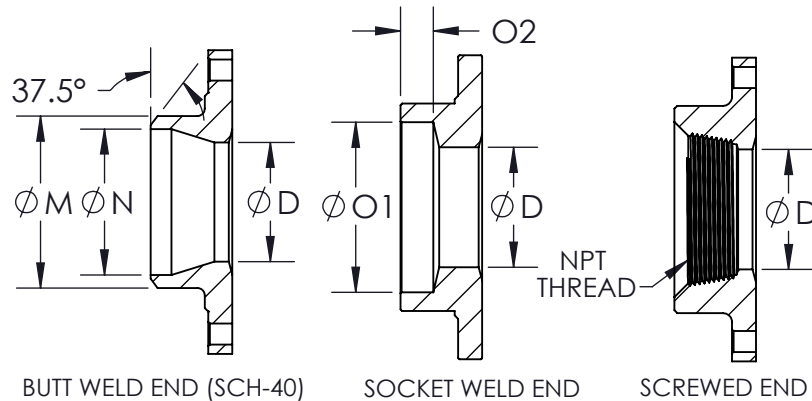 O2
37.5°
∅M
∅N
∅D
∅O1
∅D
∅D
NPT
THREAD
BUTT WELD END (SCH-40)
SOCKET WELD END
SCREWED END